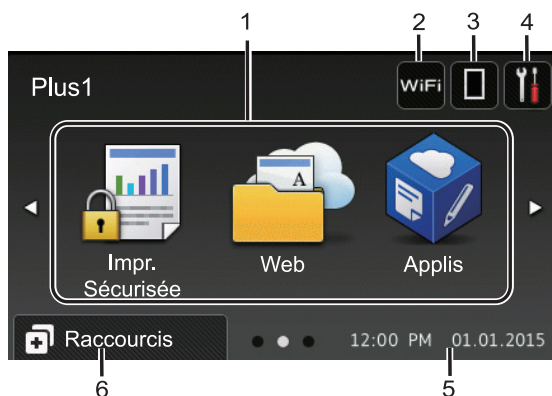 1 2 3 4
Plus1 WiFi
A
Impr. Sécurisée
Web
Applis
Raccourcis 12:00 PM 01.01.2015
6 5